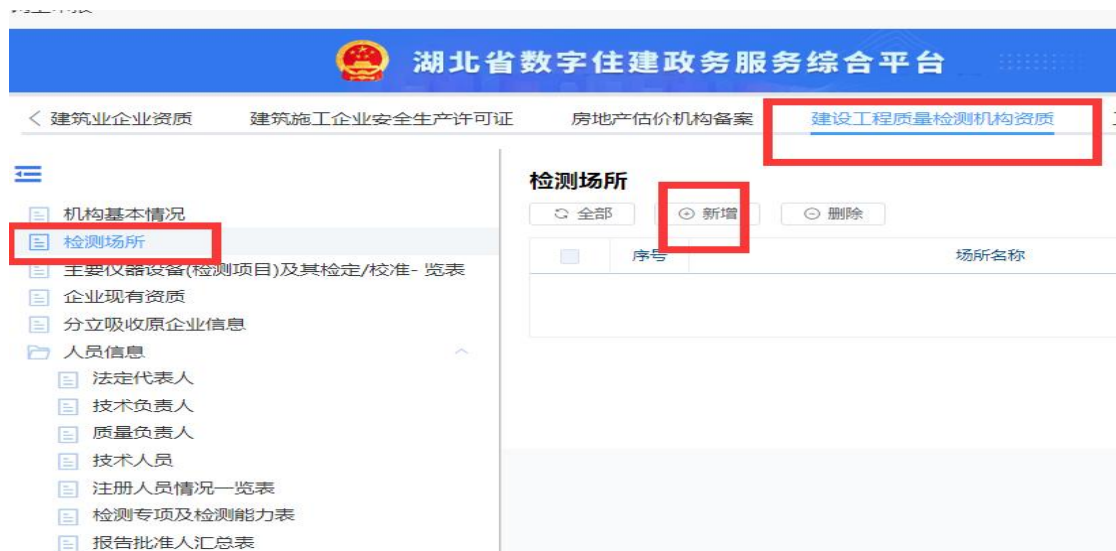 湖北省数字住建政务服务综合平台
建筑业企业资质 建筑施工企业安全生产许可证 房地产估价机构备案 建设工程质量检测机构资质
检测场所
全部 新增 删除
序号 场所名称
机构基本情况
检测场所
主要仪器设备(检测项目)及其检定/校准- 览表
企业现有资质
分立吸收原企业信息
人员信息
法定代表人
技术负责人
质量负责人
技术人员
注册人员情况一览表
检测专项及检测能力表
报告批准人汇总表